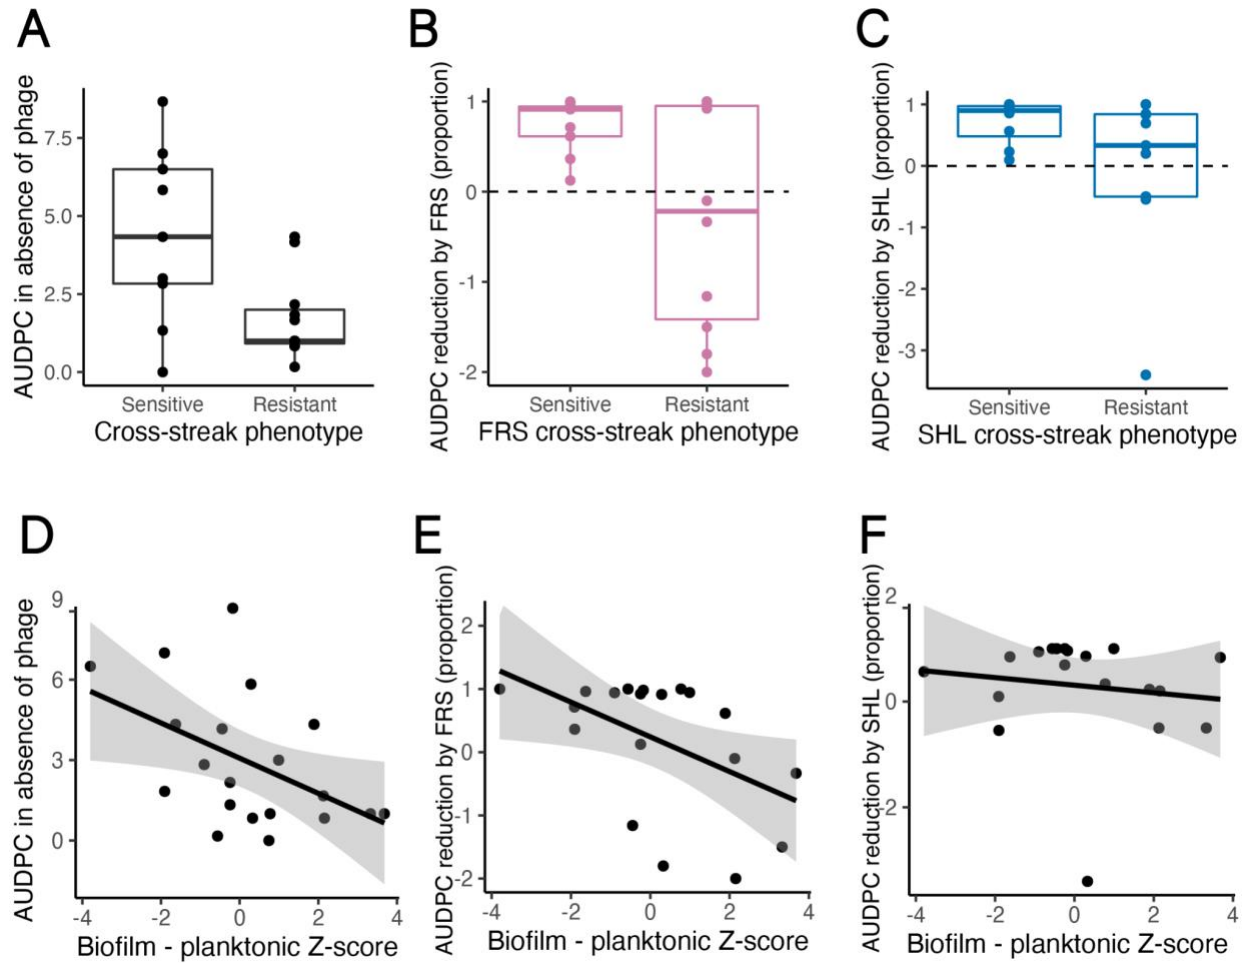 A
AUDPC in absence of phage
7.5
5.0
2.5
0.0
Sensitive Resistant
Cross-streak phenotype
B
AUDPC reduction by FRS (proportion)
1
0
-1
-2
Sensitive Resistant
FRS cross-streak phenotype
C
AUDPC reduction by SHL (proportion)
1
0
-1
-2
-3
Sensitive Resistant
SHL cross-streak phenotype
D
AUDPC in absence of phage
9
6
3
0
-4 -2 0 2 4
Biofilm - planktonic Z-score
E
AUDPC reduction by FRS (proportion)
2
1
0
-1
-2
-4 -2 0 2 4
Biofilm - planktonic Z-score
F
AUDPC reduction by SHL (proportion)
2
0
-2
-4 -2 0 2 4
Biofilm - planktonic Z-score